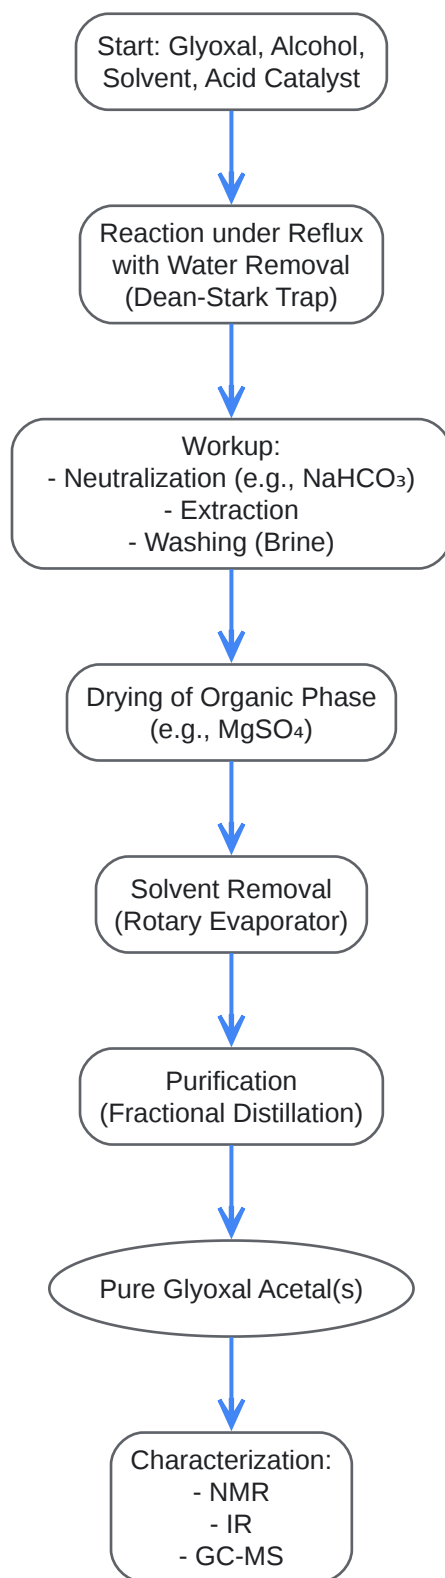 Start: Glyoxal, Alcohol,
Solvent, Acid Catalyst
Reaction under Reflux
with Water Removal
(Dean-Stark Trap)
Workup:
- Neutralization (e.g., NaHCO₃)
- Extraction
- Washing (Brine)
Drying of Organic Phase
(e.g., MgSO₄)
Solvent Removal
(Rotary Evaporator)
Purification
(Fractional Distillation)
Pure Glyoxal Acetal(s)
Characterization:
- NMR
- IR
- GC-MS